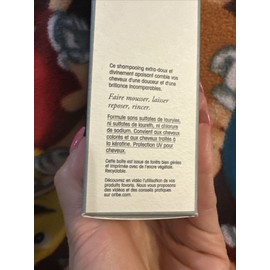 Ce shampooing extra-doux et
divinement apaisant comble vos
cheveux d'une douceur et d'une
brillance incomparables.
Faire mousser, laisser
reposer, rincer.
Formule sans sulfates de lauryles,
ni sulfates de laureth, ni chlorure
de sodium. Convient aux cheveux
colorés et aux cheveux traités à
la kératine. Protection UV pour
cheveux.
Cette boîte est issue de forêts bien gérées
et imprimée avec de l'encre végétale.
Recyclable.
Découvrez en vidéo l'utilisation de vos
produits favoris. Nous vous proposons
des vidéos et des conseils pratiques
sur oribe.com.